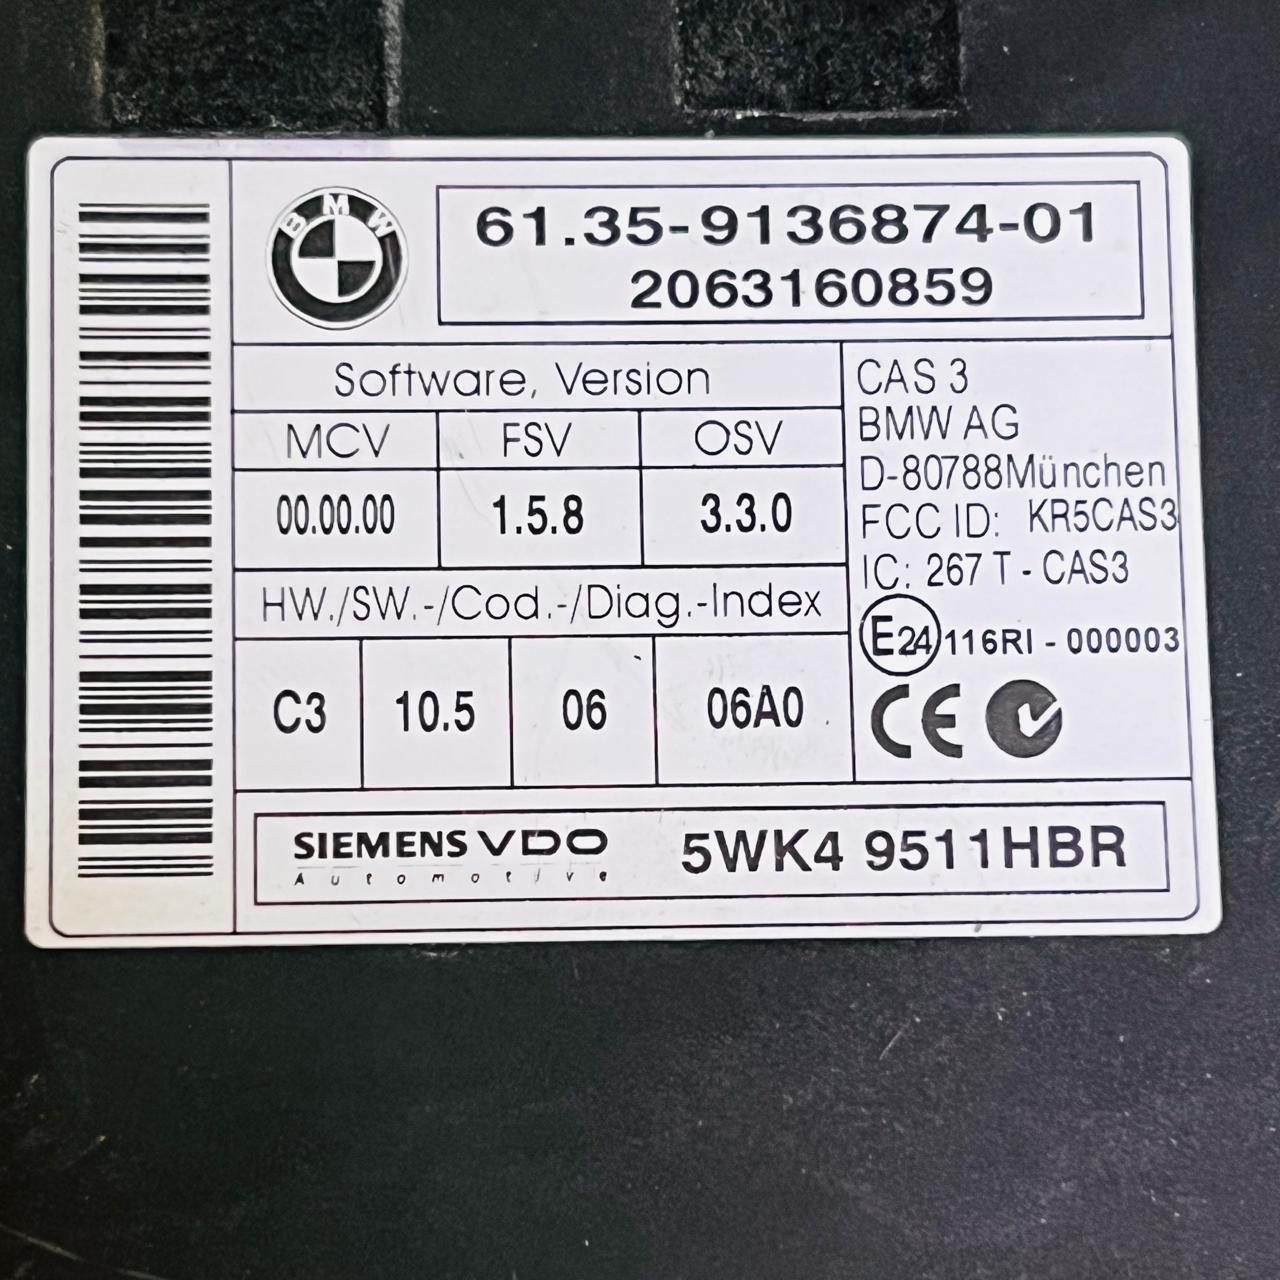 BMW
61.35-9136874-01
2063160859
Software, Version
MCV FSV OSV
00.00.00 1.5.8 3.3.0
HW./SW.-/Cod.-/Diag.-Index
C3 10.5 06 06A0
CAS 3
BMW AG
D-80788München
FCC ID: KR5CAS3
IC: 267 T - CAS3
E24 116RI - 000003
CE
SIEMENS VDO
Automotive
5WK4 9511HBR